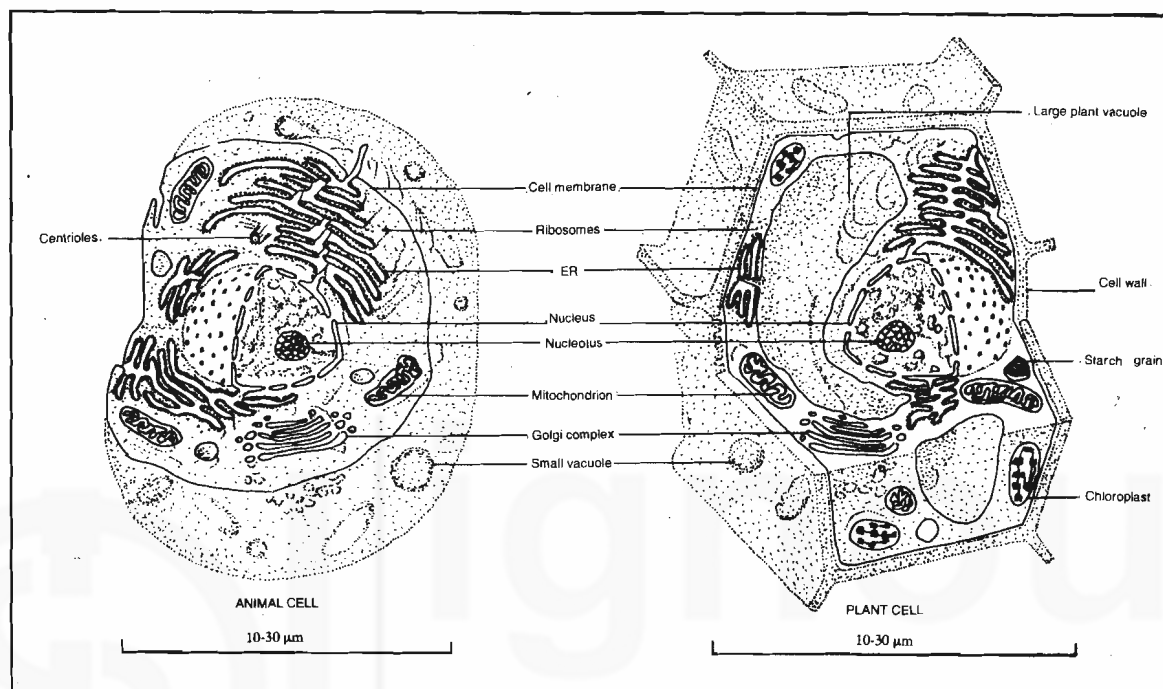 Large plant vacuole
Cell membrane
Ribosomes
Centrioles
ER
Cell wall
Nucleus
Nucleolus
Starch grain
Mitochondrion
Golgi complex
Small vacuole
Chloroplast
ANIMAL CELL
PLANT CELL
10-30 µm
10-30 µm
ignou